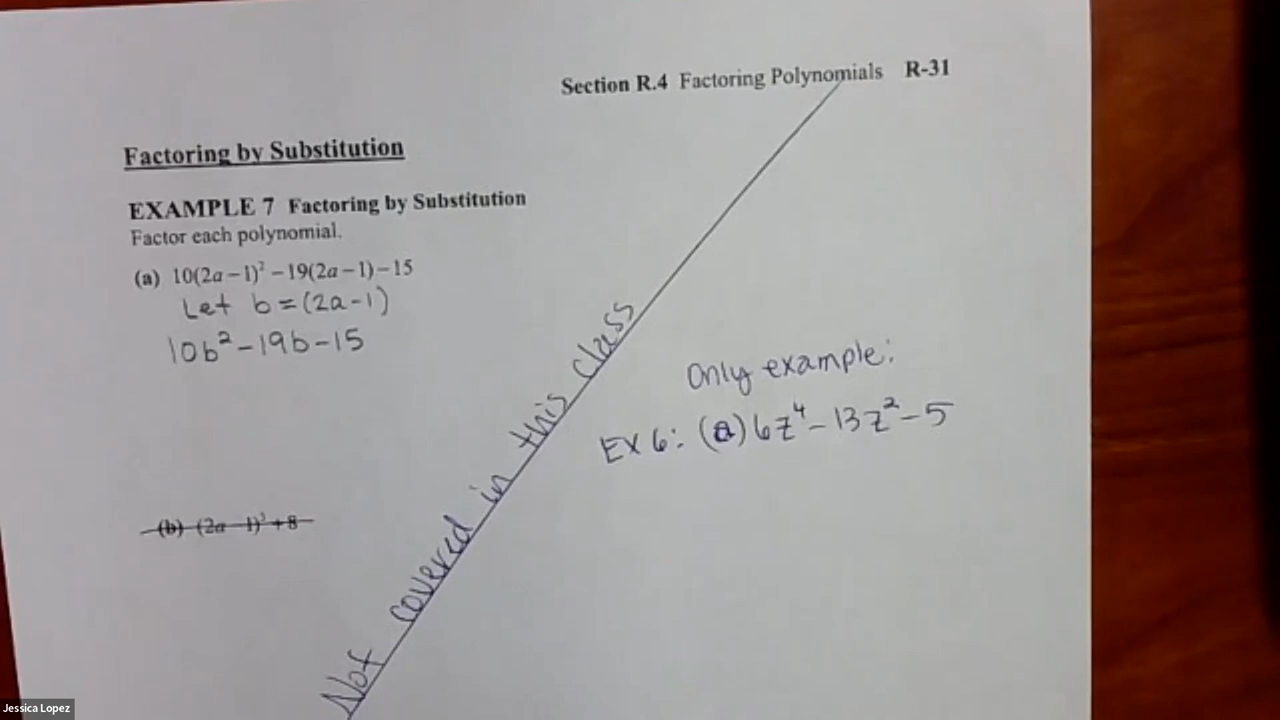 Section R.4 Factoring Polynomials R-31
Factoring by Substitution
EXAMPLE 7 Factoring by Substitution
Factor each polynomial.
(a) 10(2a – 1)² – 19(2a – 1) – 15
Let b = (2a-1)
10b² - 19b - 15
Only example:
Ex 6: (a) 6z⁴ - 13z² - 5
(b) (2a – 1)³ + 8
Not covered in this class
Jessica Lopez